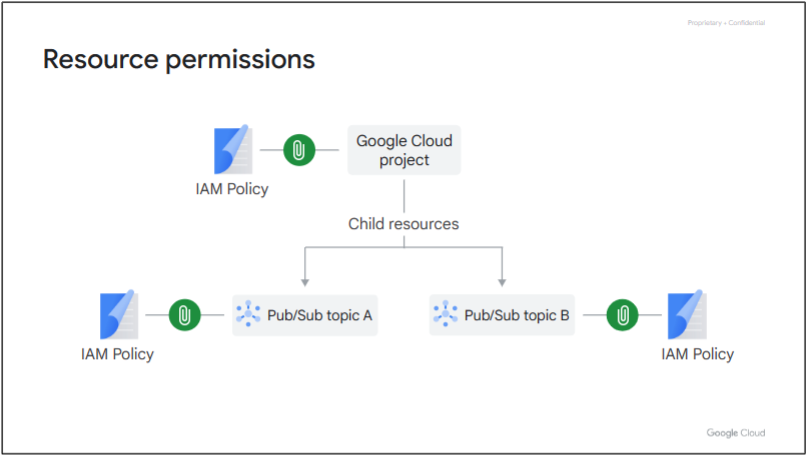 Proprietary + Confidential
Resource permissions
Google Cloud
project
IAM Policy
Child resources
Pub/Sub topic A
Pub/Sub topic B
IAM Policy
IAM Policy
Google Cloud